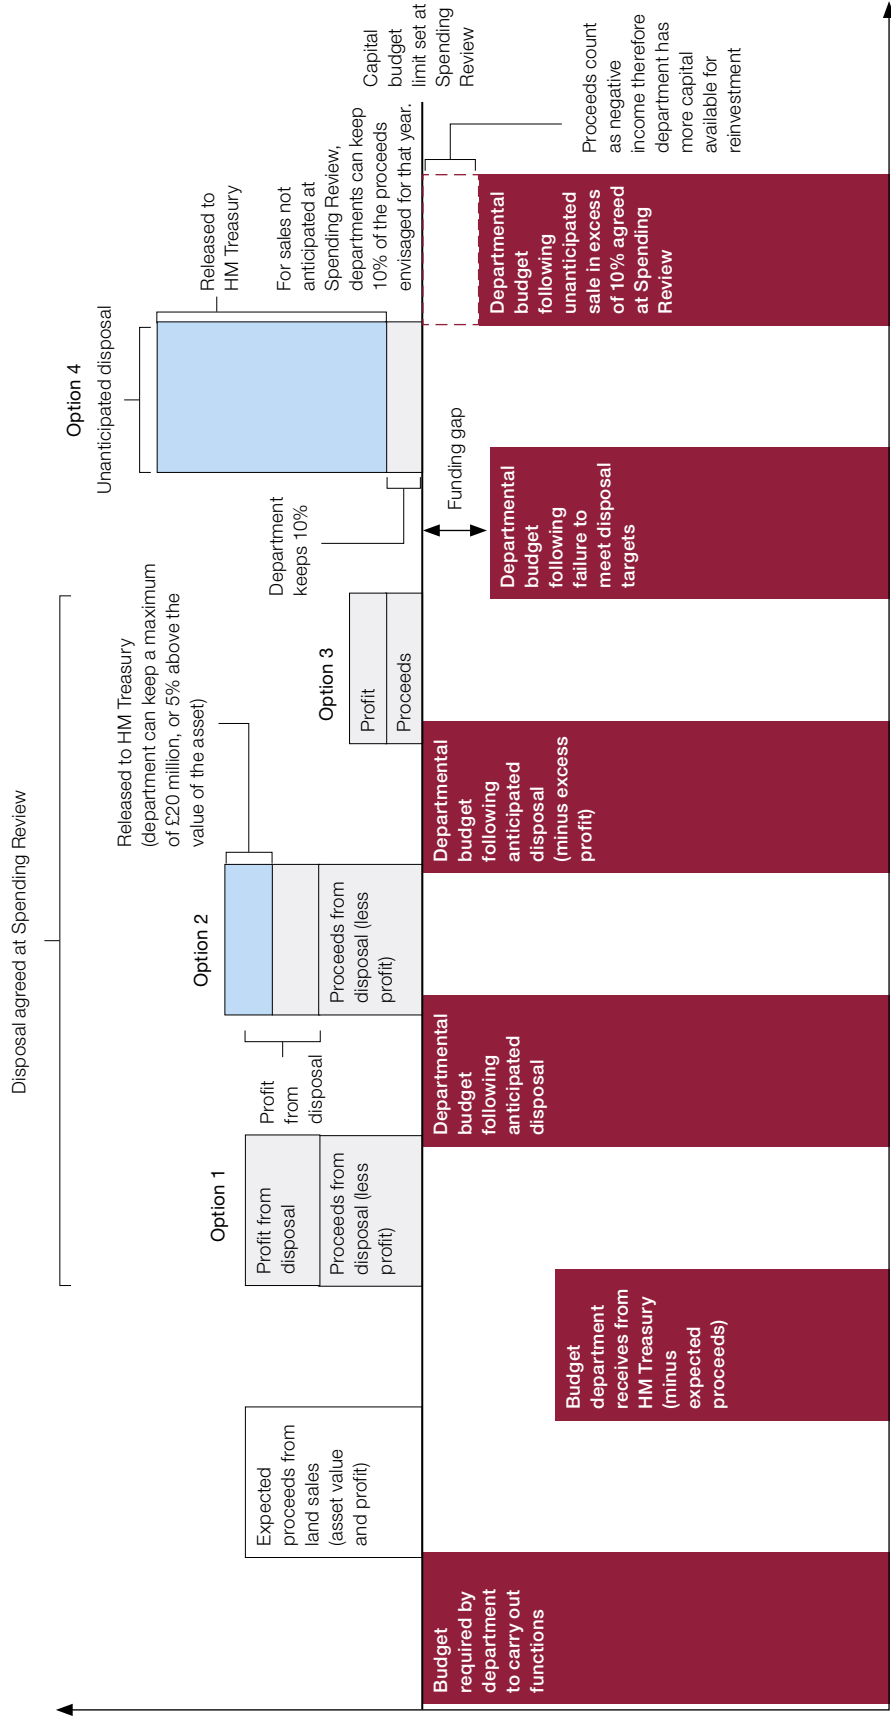 Disposal agreed at Spending Review
Option 1
Profit from
disposal
Proceeds from
disposal (less
profit)
Profit
from
disposal
Option 2
Proceeds from
disposal (less
profit)
Released to HM Treasury
(department can keep a maximum
of £20 million, or 5% above the
value of the asset)
Option 3
Profit
Proceeds
Option 4
Unanticipated disposal
Department
keeps 10%
Released to
HM Treasury
For sales not
anticipated at
Spending Review,
departments can keep
10% of the proceeds
envisaged for that year.
Capital
budget
limit set at
Spending
Review
Expected
proceeds from
land sales
(asset value
and profit)
Funding gap
Proceeds count
as negative
income therefore
department has
more capital
available for
reinvestment
Budget
required by
department
to carry out
functions
Budget
department
receives from
HM Treasury
(minus
expected
proceeds)
Departmental
budget
following
anticipated
disposal
Departmental
budget
following
anticipated
disposal
(minus excess
profit)
Departmental
budget
following
failure to
meet disposal
targets
Departmental
budget
following
unanticipated
sale in excess
of 10% agreed
at Spending
Review